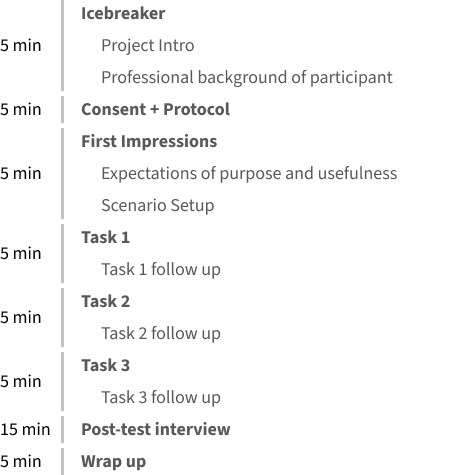 Icebreaker
5 min Project Intro
Professional background of participant
5 min Consent + Protocol
First Impressions
5 min Expectations of purpose and usefulness
Scenario Setup
Task 1
5 min
Task 1 follow up
Task 2
5 min
Task 2 follow up
Task 3
5 min
Task 3 follow up
15 min Post-test interview
5 min Wrap up